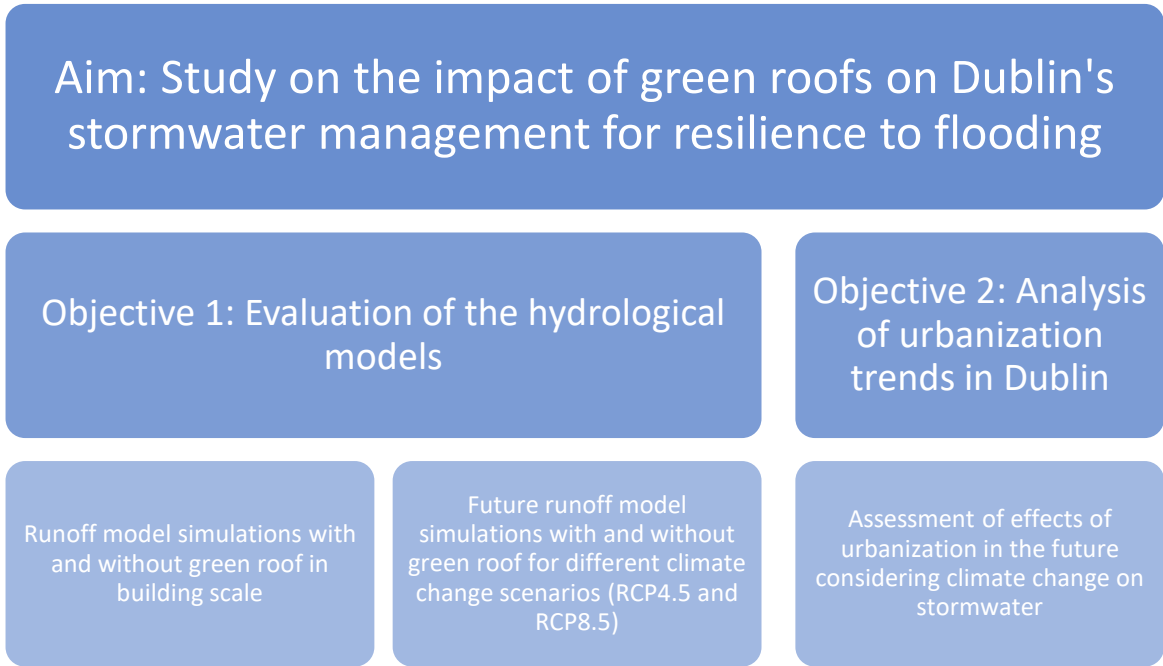 Aim: Study on the impact of green roofs on Dublin's
stormwater management for resilience to flooding
Objective 1: Evaluation of the hydrological
models
Objective 2: Analysis
of urbanization
trends in Dublin
Runoff model simulations with
and without green roof in
building scale
Future runoff model
simulations with and without
green roof for different climate
change scenarios (RCP4.5 and
RCP8.5)
Assessment of effects of
urbanization in the future
considering climate change on
stormwater